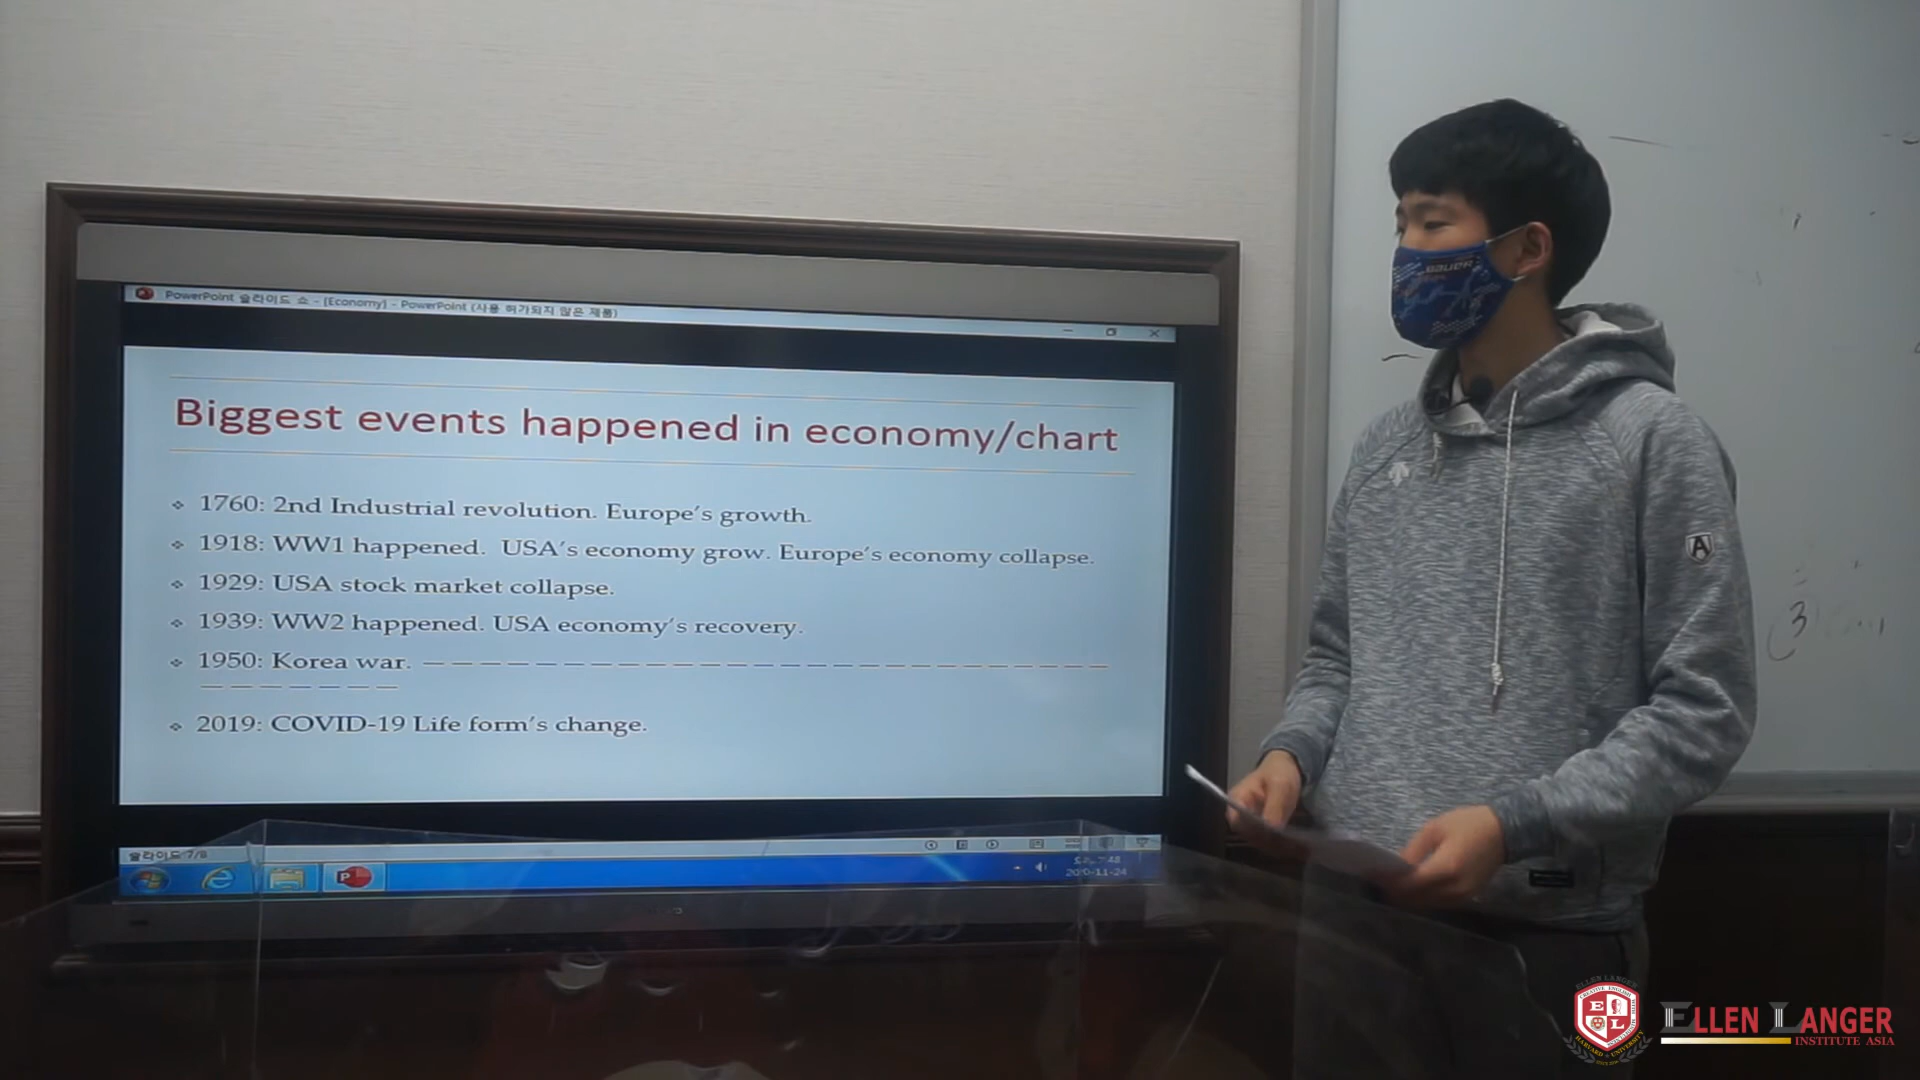 PowerPoint 슬라이드 쇼 - [Economy] - PowerPoint (사용 허가되지 않은 제품)
Biggest events happened in economy/chart
1760: 2nd Industrial revolution. Europe's growth.
1918: WW1 happened. USA's economy grow. Europe's economy collapse.
1929: USA stock market collapse.
1939: WW2 happened. USA economy's recovery.
1950: Korea war. _ _ _ _ _ _ _ _ _ _ _ _ _ _ _ _ _ _ _ _ _ _ _ _
_ _ _ _ _ _ _
2019: COVID-19 Life form's change.
슬라이드 7/8
2020-11-24
BAUER
A
3
EL
ELLEN LANGER
INSTITUTE ASIA